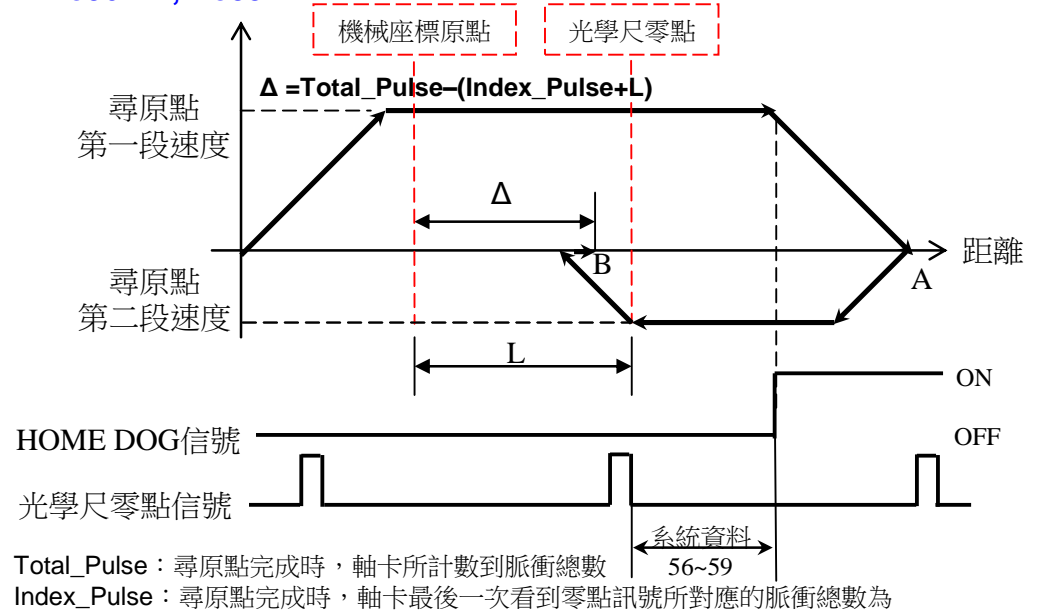 機械座標原點
光學尺零點
Δ =Total_Pulse–(Index_Pulse+L)
尋原點
第一段速度
Δ
B
距離
A
尋原點
第二段速度
L
ON
HOME DOG信號
OFF
光學尺零點信號
系統資料
56~59
Total_Pulse：尋原點完成時，軸卡所計數到脈衝總數
Index_Pulse：尋原點完成時，軸卡最後一次看到零點訊號所對應的脈衝總數為